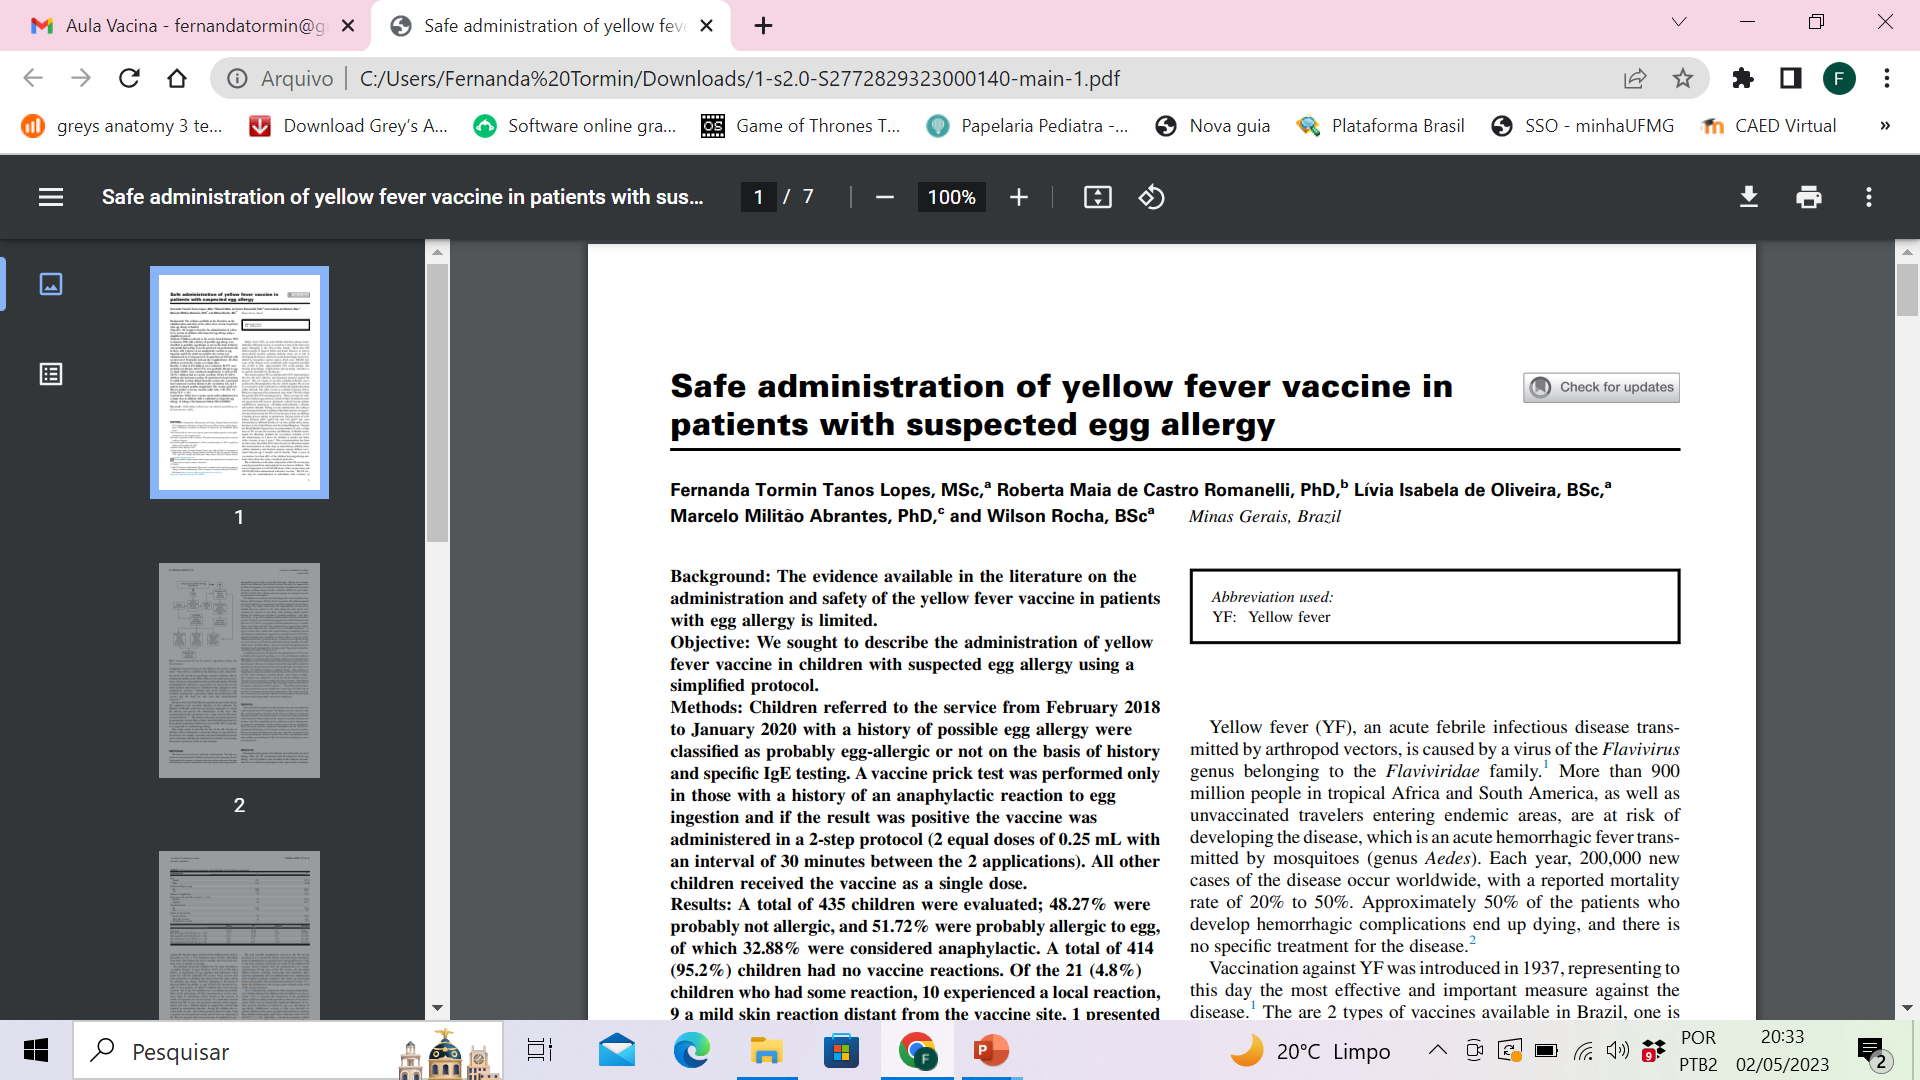 Aula Vacina - fernandatormin@g
Safe administration of yellow feve
Arquivo
C:/Users/Fernanda%20Tormin/Downloads/1-s2.0-S2772829323000140-main-1.pdf
F
greys anatomy 3 te...
Download Grey's A...
Software online gra...
OS
Game of Thrones T...
Papelaria Pediatra -...
Nova guia
Plataforma Brasil
SSO - minhaUFMG
CAED Virtual
»
Safe administration of yellow fever vaccine in patients with sus...
1 / 7
100%
1
2
Safe administration of yellow fever vaccine in
patients with suspected egg allergy
Check for updates
Fernanda Tormin Tanos Lopes, MSc,a Roberta Maia de Castro Romanelli, PhD,b Lívia Isabela de Oliveira, BSc,a
Marcelo Militão Abrantes, PhD,c and Wilson Rocha, BSca Minas Gerais, Brazil
Background: The evidence available in the literature on the
administration and safety of the yellow fever vaccine in patients
with egg allergy is limited.
Objective: We sought to describe the administration of yellow
fever vaccine in children with suspected egg allergy using a
simplified protocol.
Methods: Children referred to the service from February 2018
to January 2020 with a history of possible egg allergy were
classified as probably egg-allergic or not on the basis of history
and specific IgE testing. A vaccine prick test was performed only
in those with a history of an anaphylactic reaction to egg
ingestion and if the result was positive the vaccine was
administered in a 2-step protocol (2 equal doses of 0.25 mL with
an interval of 30 minutes between the 2 applications). All other
children received the vaccine as a single dose.
Results: A total of 435 children were evaluated; 48.27% were
probably not allergic, and 51.72% were probably allergic to egg,
of which 32.88% were considered anaphylactic. A total of 414
(95.2%) children had no vaccine reactions. Of the 21 (4.8%)
children who had some reaction, 10 experienced a local reaction,
9 a mild skin reaction distant from the vaccine site, 1 presented
Abbreviation used:
YF: Yellow fever
Yellow fever (YF), an acute febrile infectious disease trans-
mitted by arthropod vectors, is caused by a virus of the Flavivirus
genus belonging to the Flaviviridae family.1 More than 900
million people in tropical Africa and South America, as well as
unvaccinated travelers entering endemic areas, are at risk of
developing the disease, which is an acute hemorrhagic fever trans-
mitted by mosquitoes (genus Aedes). Each year, 200,000 new
cases of the disease occur worldwide, with a reported mortality
rate of 20% to 50%. Approximately 50% of the patients who
develop hemorrhagic complications end up dying, and there is
no specific treatment for the disease.2
Vaccination against YF was introduced in 1937, representing to
this day the most effective and important measure against the
disease.1 The are 2 types of vaccines available in Brazil, one is
Pesquisar
F
P
20°C Limpo
9
POR
PTB2
20:33
02/05/2023
2